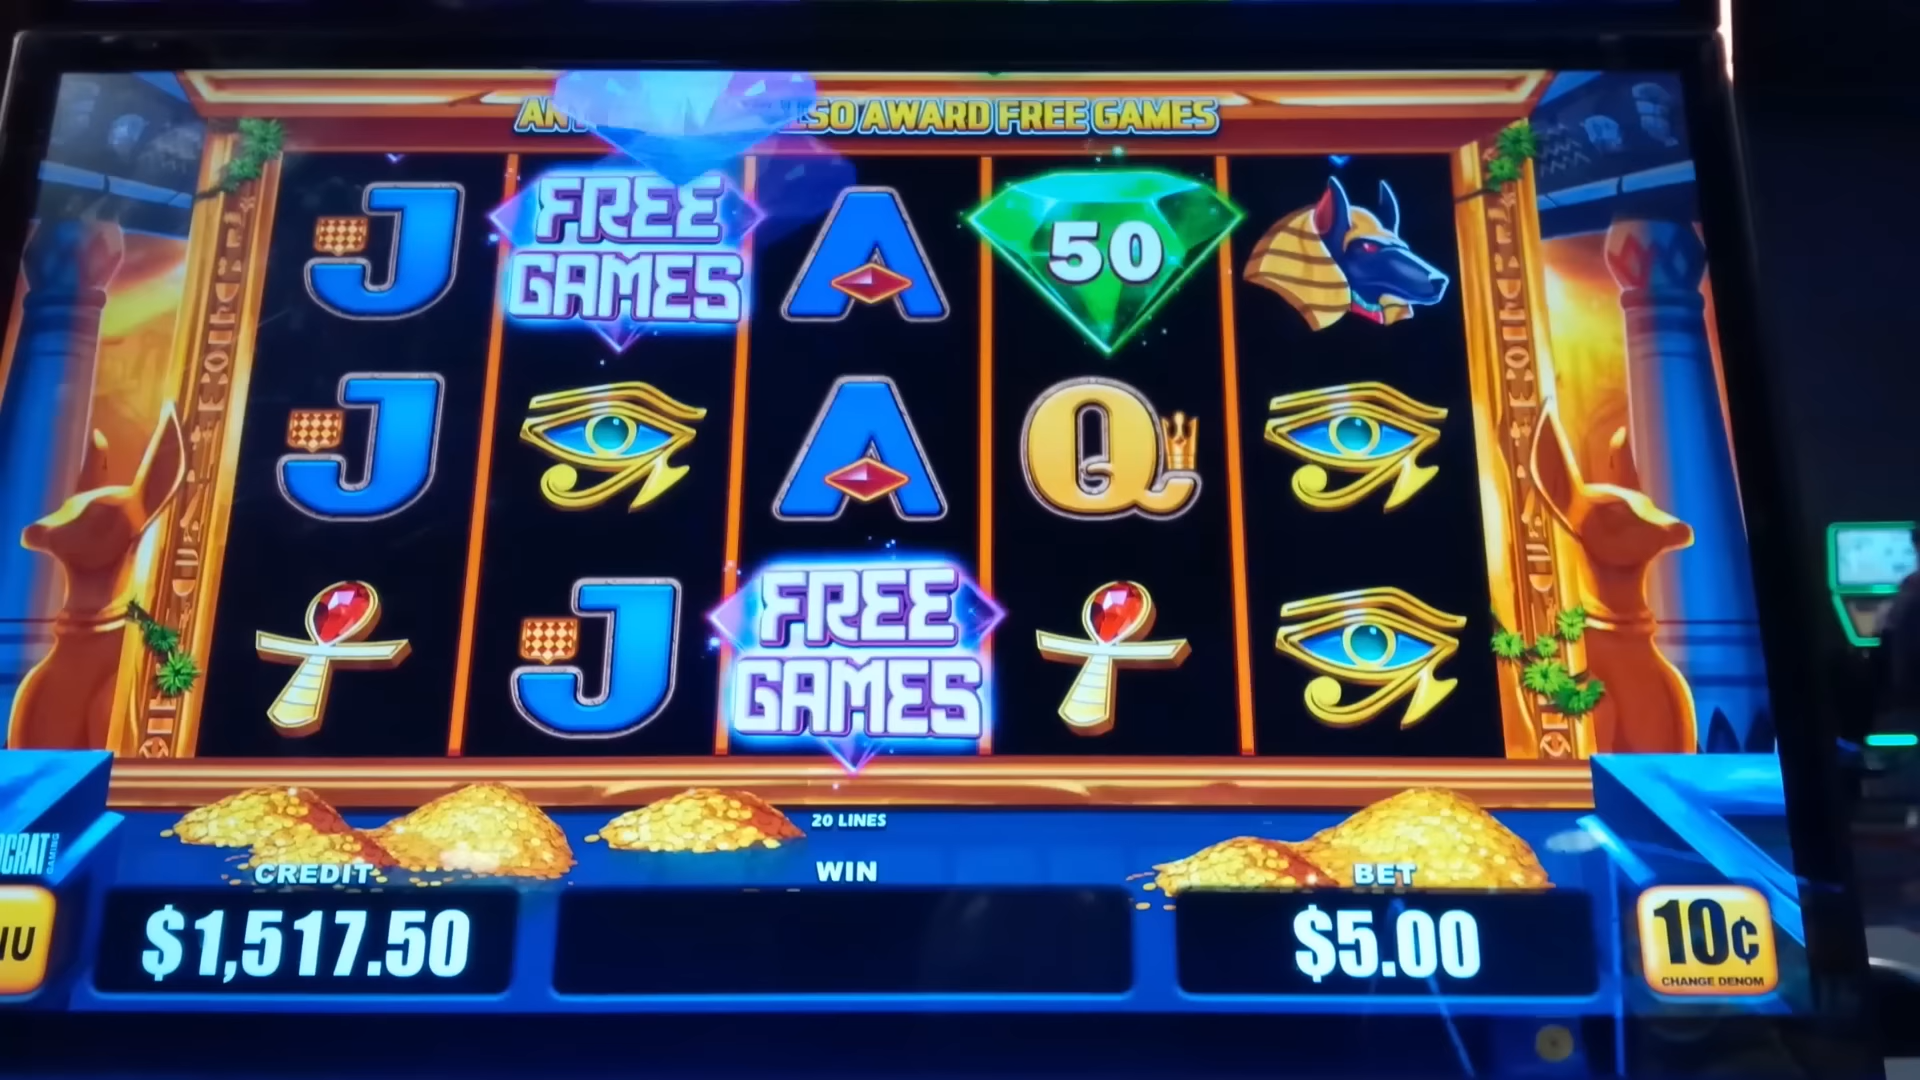 SO AWARD FREE GAMES
J
FREE
GAMES
A
50
J
A
Q
J
FREE
GAMES
20 LINES
CREDIT
WIN
BET
$1,517.50
$5.00
10¢
CHANGE DENOM